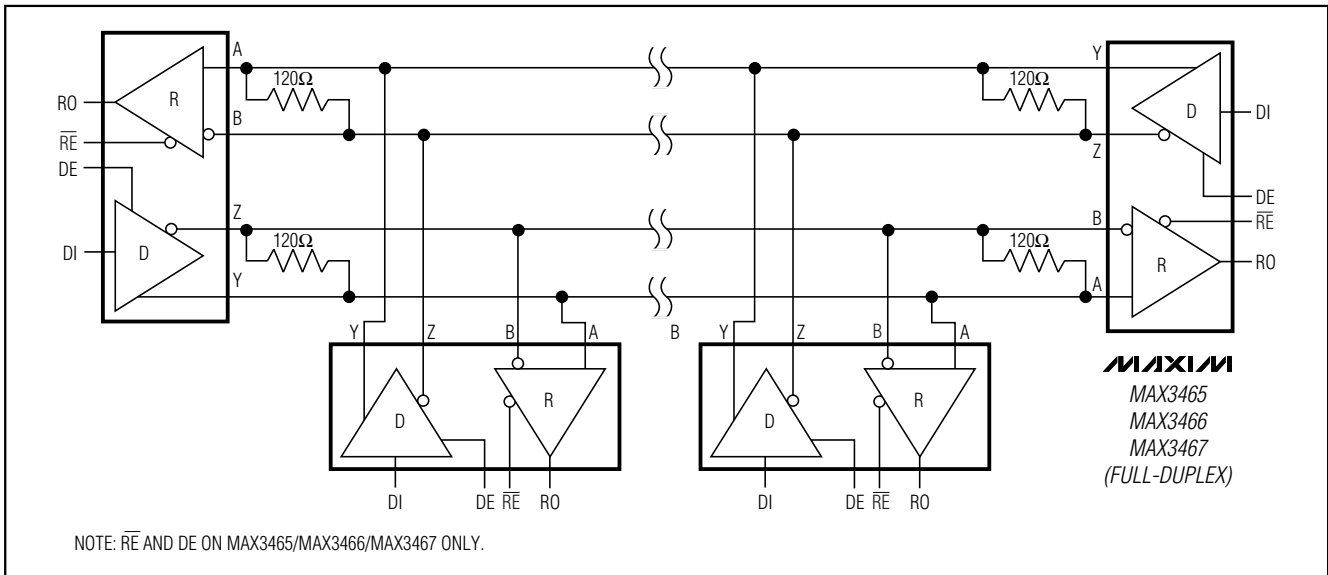 A
Y
120Ω
120Ω
RO
R
D
DI
B
Z
RE
DE
DE
Z
B
RE
120Ω
120Ω
DI
D
R
RO
Y
A
Y
Z
B
A
B
Y
Z
B
A
D
R
D
R
DI
DE
RE
RO
DI
DE
RE
RO
MAXIM
MAX3465
MAX3466
MAX3467
(FULL-DUPLEX)
NOTE: RE AND DE ON MAX3465/MAX3466/MAX3467 ONLY.